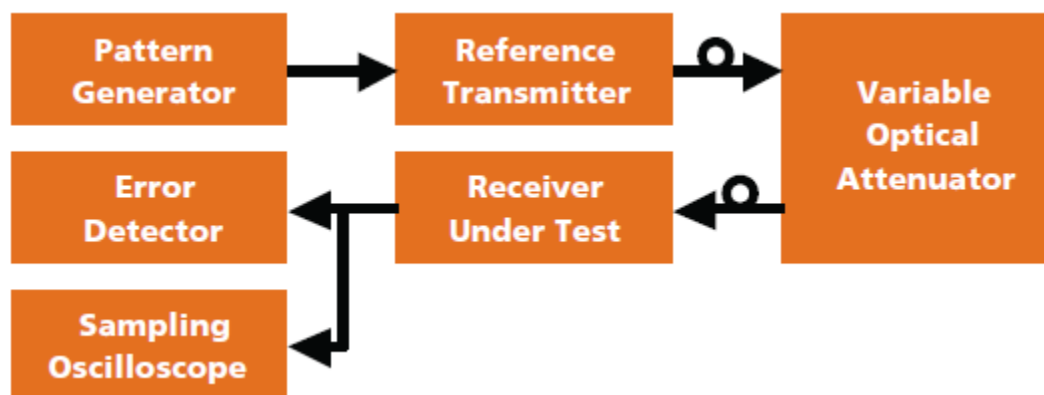 Pattern
Generator
Reference
Transmitter
Variable
Optical
Attenuator
Error
Detector
Receiver
Under Test
Sampling
Oscilloscope